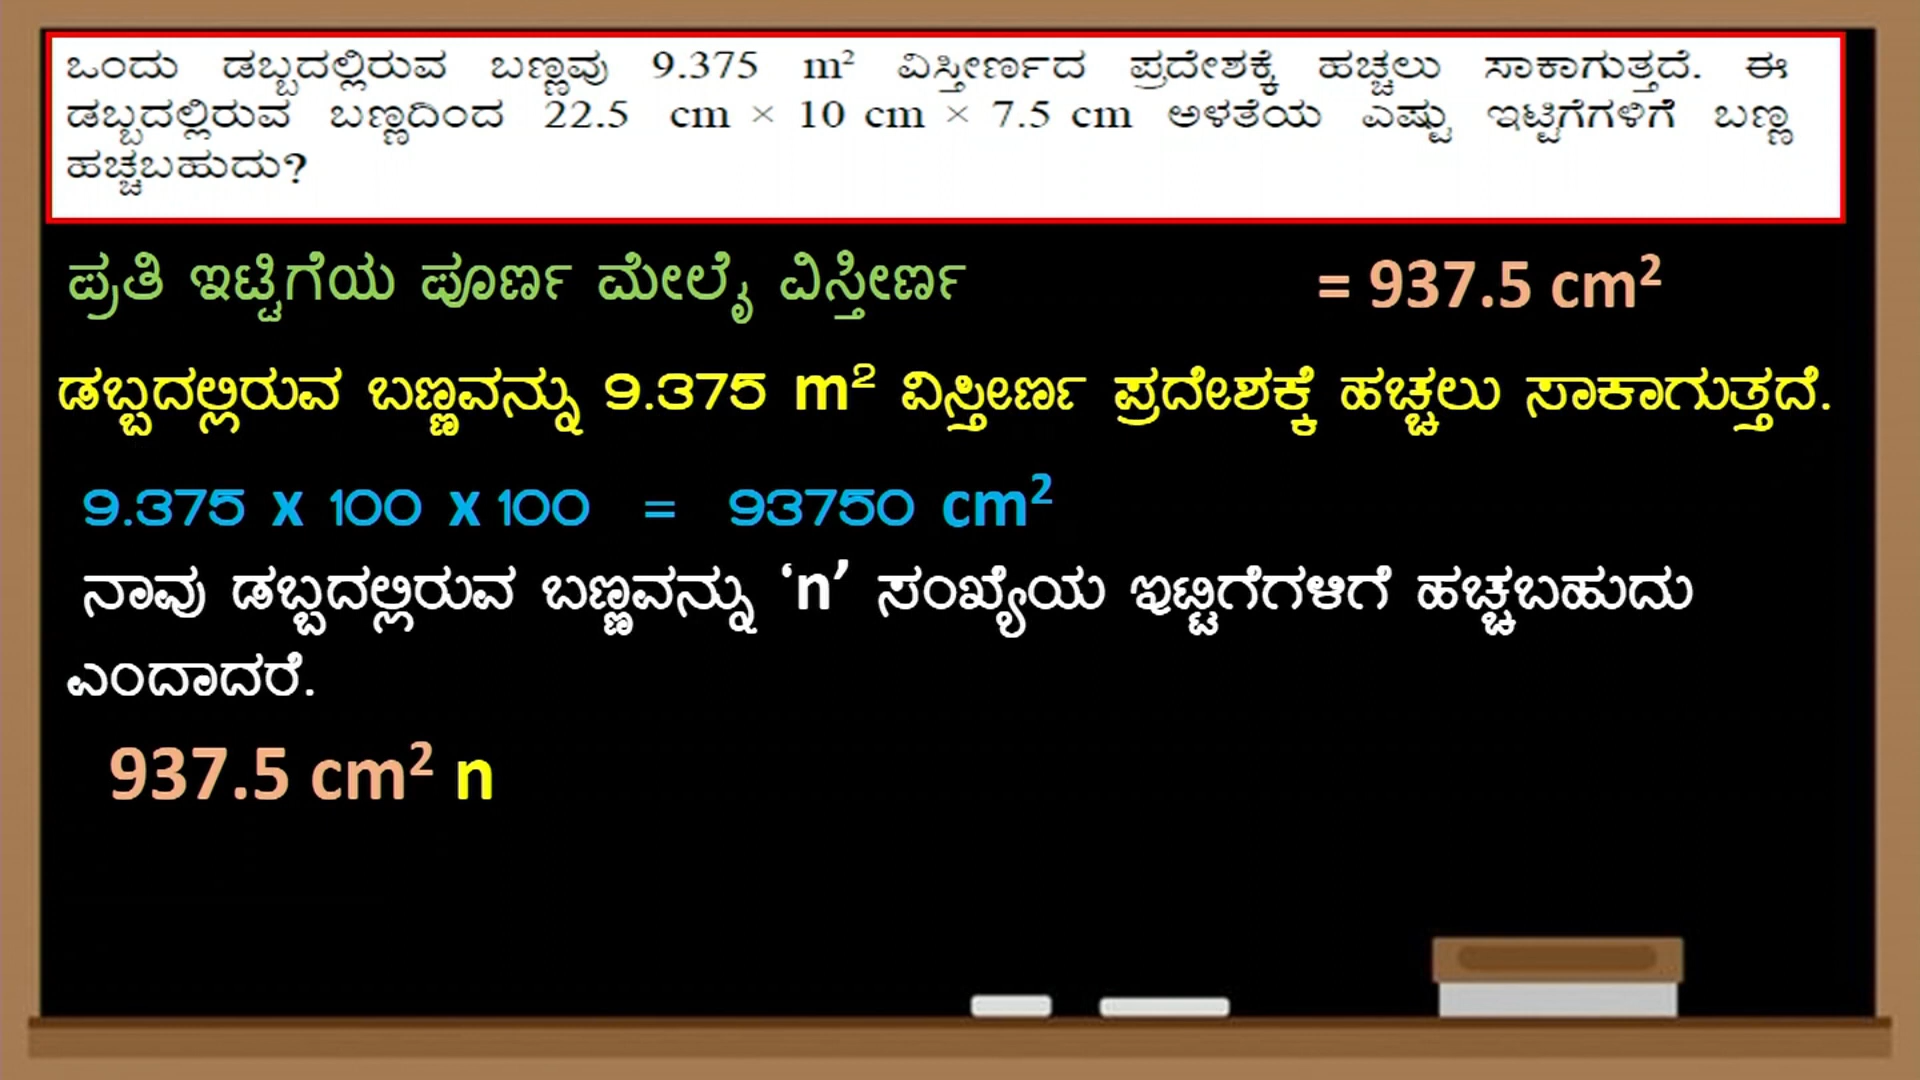 ಒಂದು ಡಬ್ಬದಲ್ಲಿರುವ ಬಣ್ಣವು 9.375 m² ವಿಸ್ತೀರ್ಣದ ಪ್ರದೇಶಕ್ಕೆ ಹಚ್ಚಲು ಸಾಕಾಗುತ್ತದೆ. ಈ
ಡಬ್ಬದಲ್ಲಿರುವ ಬಣ್ಣದಿಂದ 22.5 cm × 10 cm × 7.5 cm ಅಳತೆಯ ಎಷ್ಟು ಇಟ್ಟಿಗೆಗಳಿಗೆ ಬಣ್ಣ
ಹಚ್ಚಬಹುದು?
ಪ್ರತಿ ಇಟ್ಟಿಗೆಯ ಪೂರ್ಣ ಮೇಲೈ ವಿಸ್ತೀರ್ಣ = 937.5 cm²
ಡಬ್ಬದಲ್ಲಿರುವ ಬಣ್ಣವನ್ನು 9.375 m² ವಿಸ್ತೀರ್ಣ ಪ್ರದೇಶಕ್ಕೆ ಹಚ್ಚಲು ಸಾಕಾಗುತ್ತದೆ.
9.375 x 100 x 100 = 93750 cm²
ನಾವು ಡಬ್ಬದಲ್ಲಿರುವ ಬಣ್ಣವನ್ನು ‘n’ ಸಂಖ್ಯೆಯ ಇಟ್ಟಿಗೆಗಳಿಗೆ ಹಚ್ಚಬಹುದು
ಎಂದಾದರೆ.
937.5 cm² n